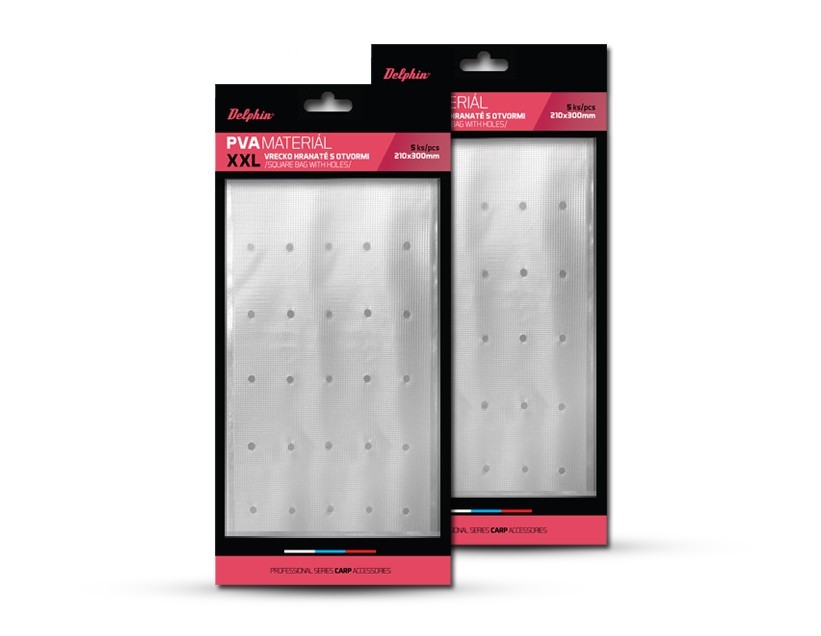 Delphin
PVA MATERIÁL
XXL VRECKO HRANATÉ S OTVORMI
/SQUARE BAG WITH HOLES/
5 ks/pcs
210x300mm
PROFESSIONAL SERIES CARP ACCESSORIES
Delphin
ERIÁL
HRANATÉ S OTVORMI
BAG WITH HOLES/
5 ks/pcs
210x300mm
ONAL SERIES CARP ACCESSORIES